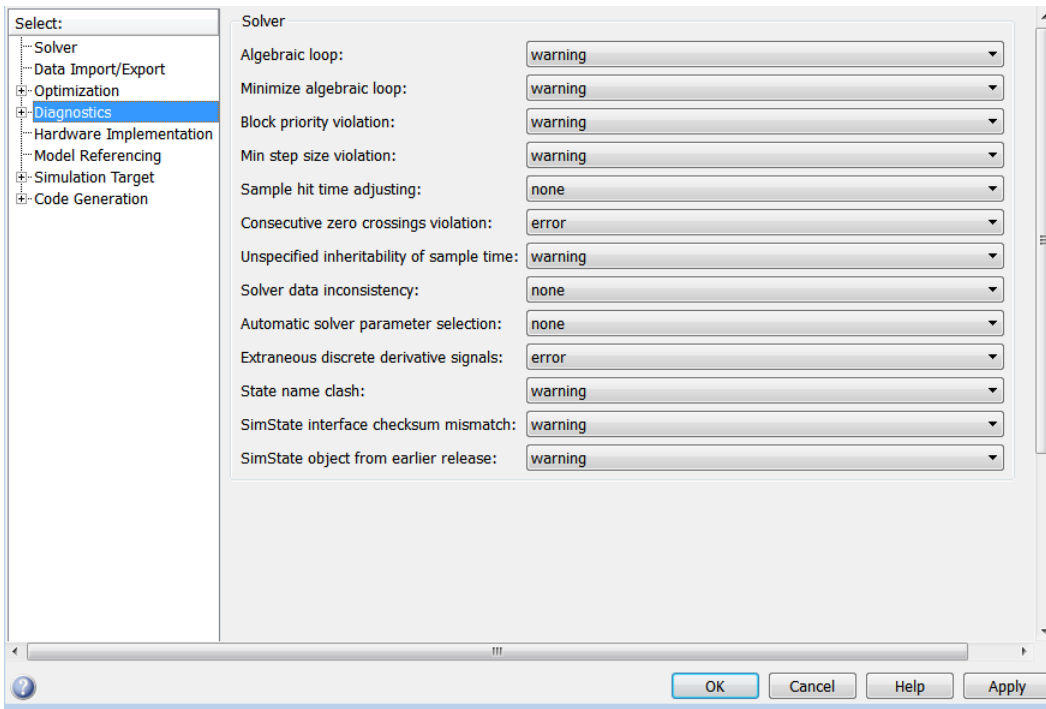 Select:
Solver
Data Import/Export
Optimization
Diagnostics
Hardware Implementation
Model Referencing
Simulation Target
Code Generation
Solver
Algebraic loop: warning
Minimize algebraic loop: warning
Block priority violation: warning
Min step size violation: warning
Sample hit time adjusting: none
Consecutive zero crossings violation: error
Unspecified inheritability of sample time: warning
Solver data inconsistency: none
Automatic solver parameter selection: none
Extraneous discrete derivative signals: error
State name clash: warning
SimState interface checksum mismatch: warning
SimState object from earlier release: warning
OK Cancel Help Apply